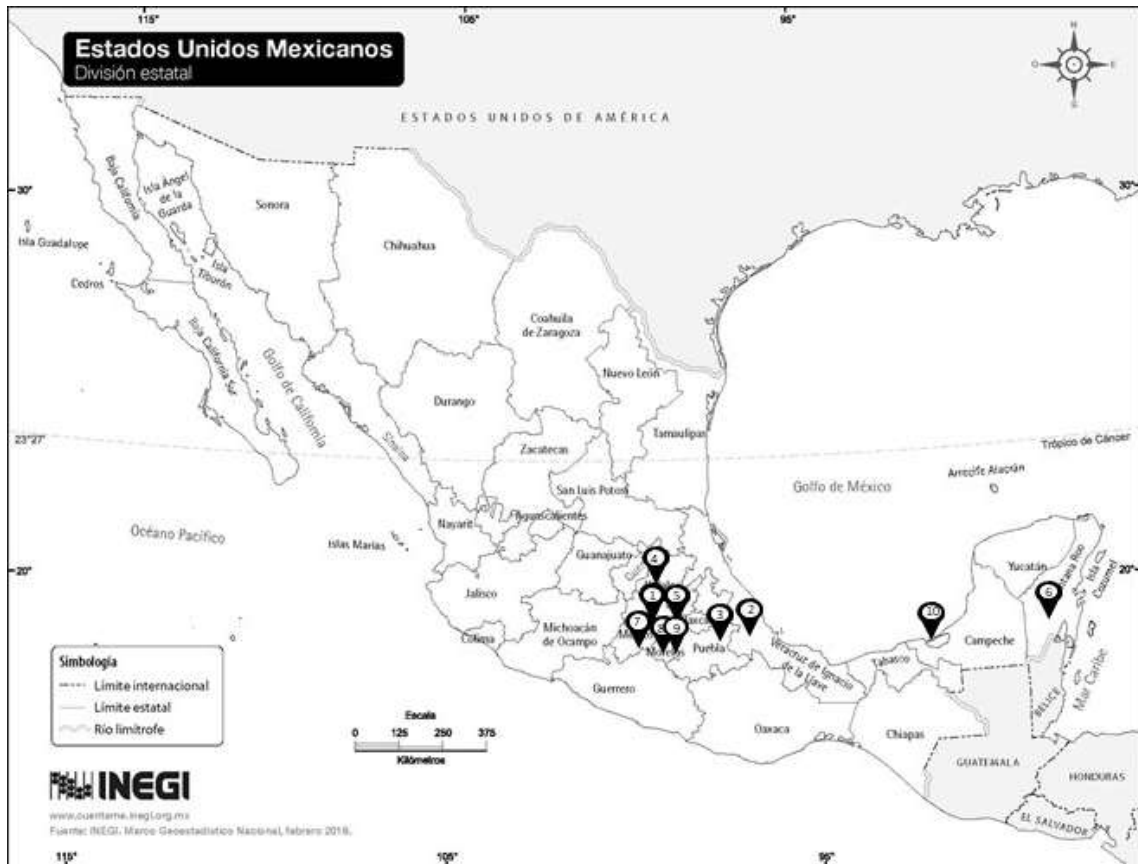 115°
105°
95°
Estados Unidos Mexicanos
División estatal
N
O
E
S
ESTADOS UNIDOS DE AMÉRICA
30°
30°
Baja California
Isla Ángel
de la
Guarda
Sonora
Chihuahua
Isla Guadalupe
Isla
Tiburón
Cedros
Coahuila
de Zaragoza
Baja California Sur
Golfo de California
Nuevo León
Durango
Sinaloa
Tamaulipas
23°27'
Trópico de Cáncer
Zacatecas
Arrecife Alacrán
San Luis Potosí
Golfo de México
Aguascalientes
Nayarit
Océano Pacífico
Islas Marías
Guanajuato
4
20°
20°
Yucatán
Isla
Cozumel
Jalisco
1
5
6
3
2
10
7
8
9
Michoacán
de Ocampo
Colima
Morelos
Puebla
Veracruz de Ignacio
de la Llave
Tabasco
Campeche
Mar Caribe
BELICE
Guerrero
Oaxaca
Chiapas
GUATEMALA
HONDURAS
EL SALVADOR
Simbología
Límite internacional
Límite estatal
Río limítrofe
Escala
0 125 250 375
Kilómetros
INEGI
www.cuentame.inegi.org.mx
Fuente: INEGI. Marco Geoestadístico Nacional, febrero 2018.
115°
105°
95°